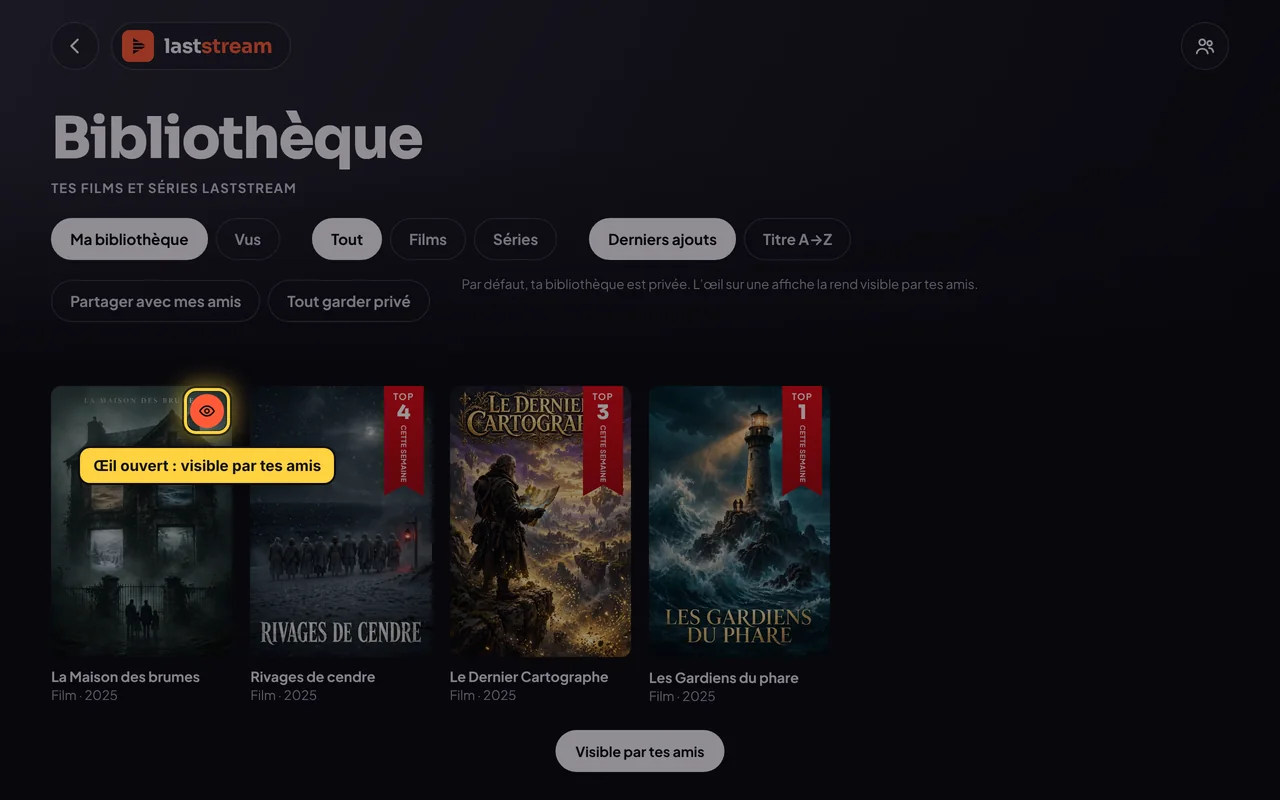 laststream
Bibliothèque
TES FILMS ET SÉRIES LASTSTREAM
Ma bibliothèque
Vus
Tout
Films
Séries
Derniers ajouts
Titre A→Z
Partager avec mes amis
Tout garder privé
Par défaut, ta bibliothèque est privée. L'œil sur une affiche la rend visible par tes amis.
LA MAISON DES BRU
Œil ouvert : visible par tes amis
TOP
4
CETTE SEMAINE
RIVAGES DE CENDRE
LE DERNIE
CARTOGRAP
TOP
3
CETTE SEMAINE
TOP
1
CETTE SEMAINE
LES GARDIENS
DU PHARE
La Maison des brumes
Film · 2025
Rivages de cendre
Film · 2025
Le Dernier Cartographe
Film · 2025
Les Gardiens du phare
Film · 2025
Visible par tes amis